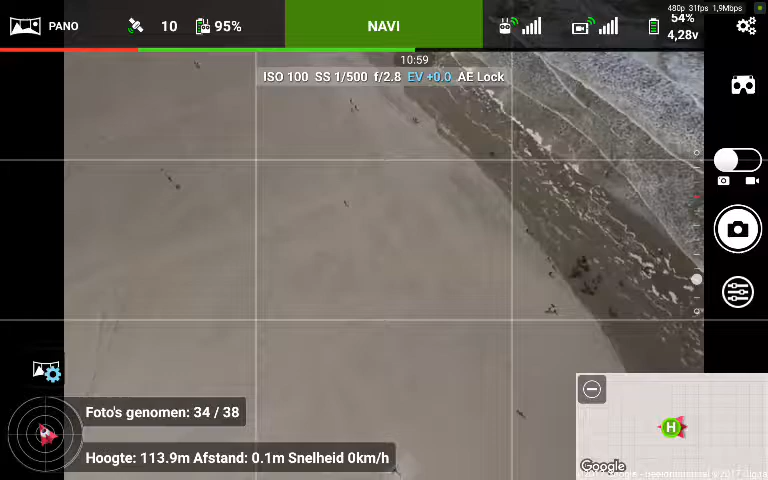 480p 31fps 1,9Mbps
PANO
10
95%
NAVI
54%
4,28v
10:59
ISO 100 SS 1/500 f/2.8 EV +0.0 AE Lock
Foto's genomen: 34 / 38
Hoogte: 113.9m Afstand: 0.1m Snelheid 0km/h
H
Google